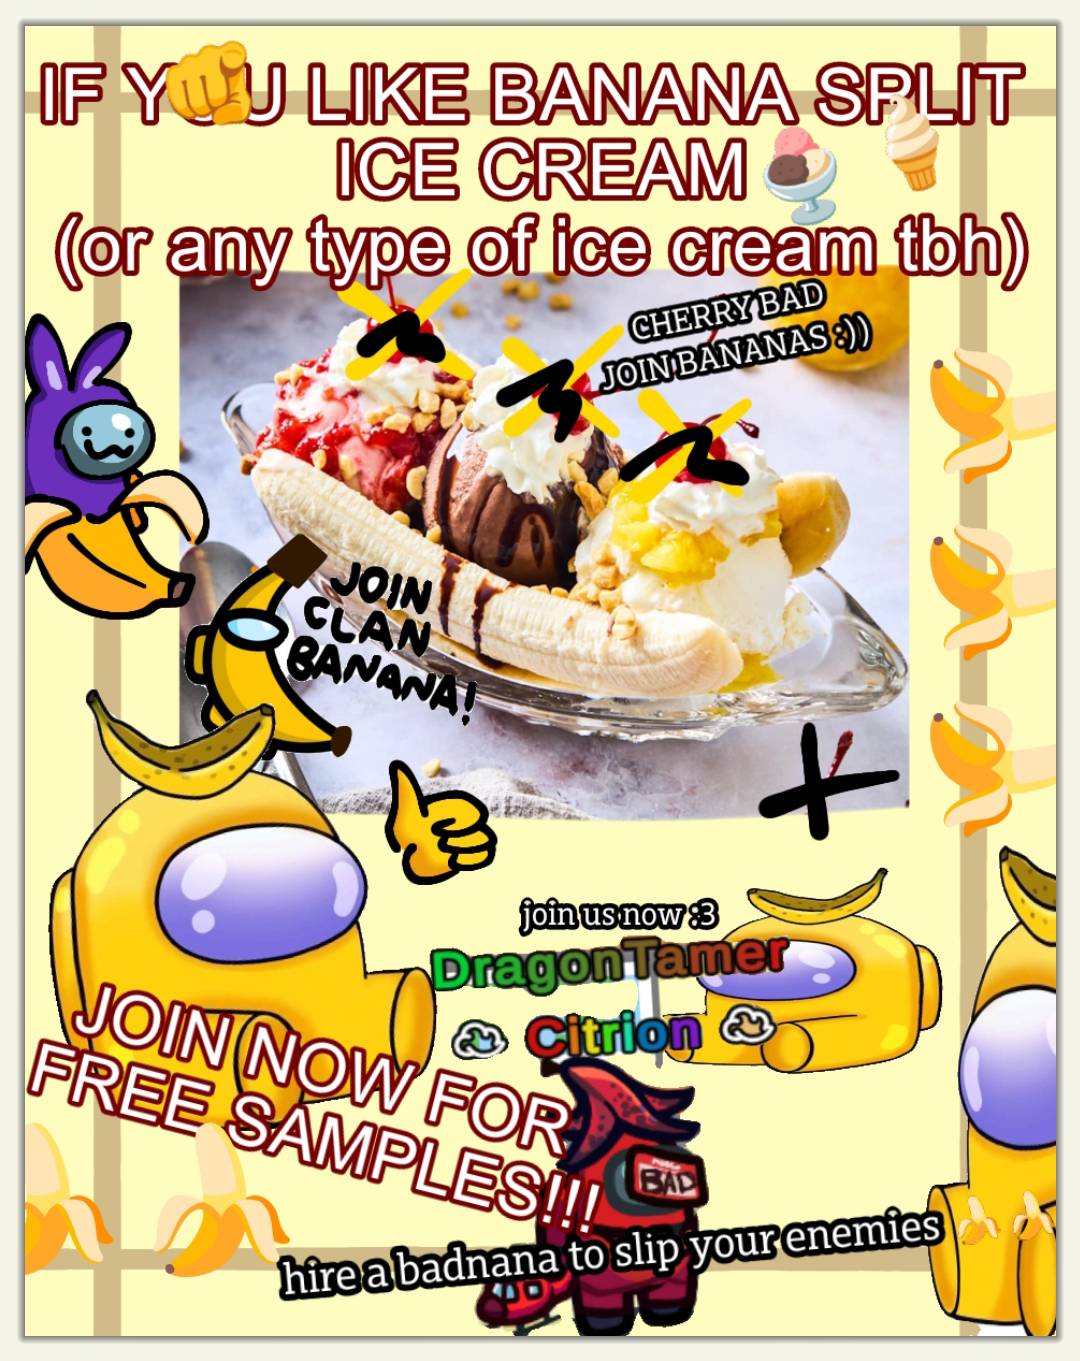 IF YOU LIKE BANANA SPLIT
ICE CREAM
(or any type of ice cream tbh)
CHERRY BAD
JOIN BANANAS :))
JOIN
CLAN
BANANA!
join us now :3
DragonTamer
Citrion
JOIN NOW FOR
FREE SAMPLES!!!
BAD
hire a badnana to slip your enemies